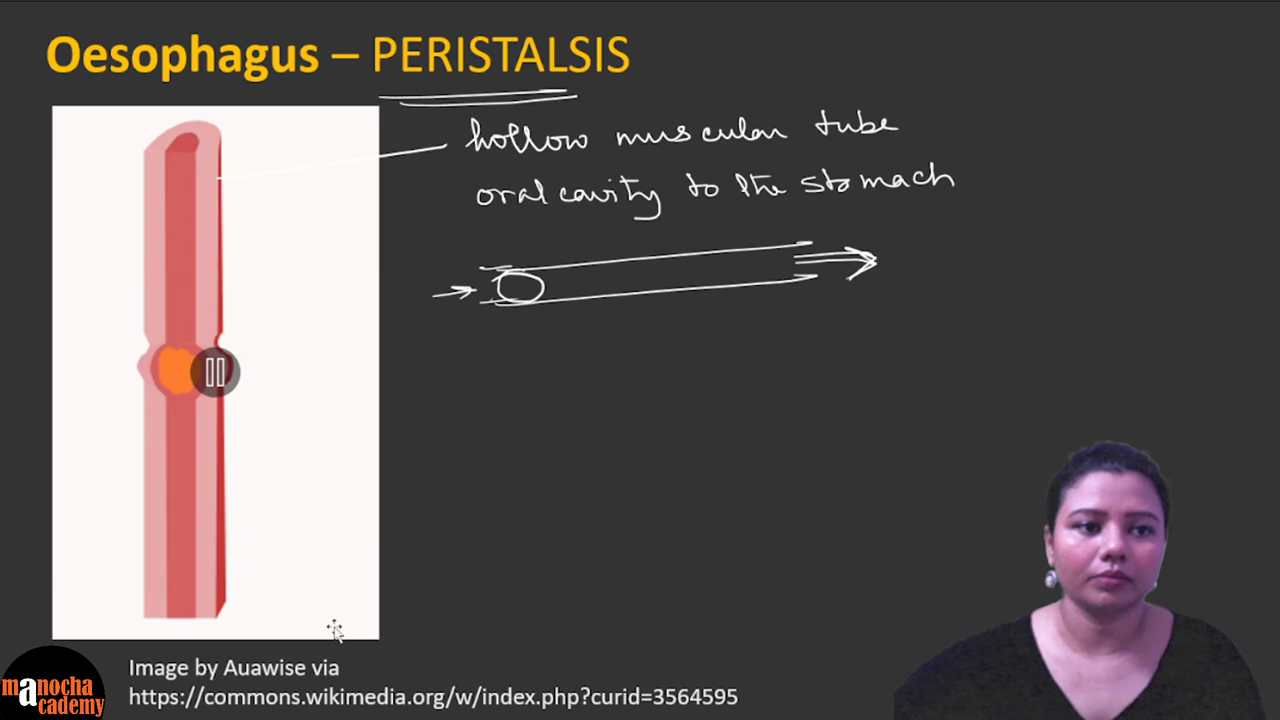 Oesophagus – PERISTALSIS
hollow muscular tube
oral cavity to the stomach
Image by Auawise via
https://commons.wikimedia.org/w/index.php?curid=3564595
manocha
academy